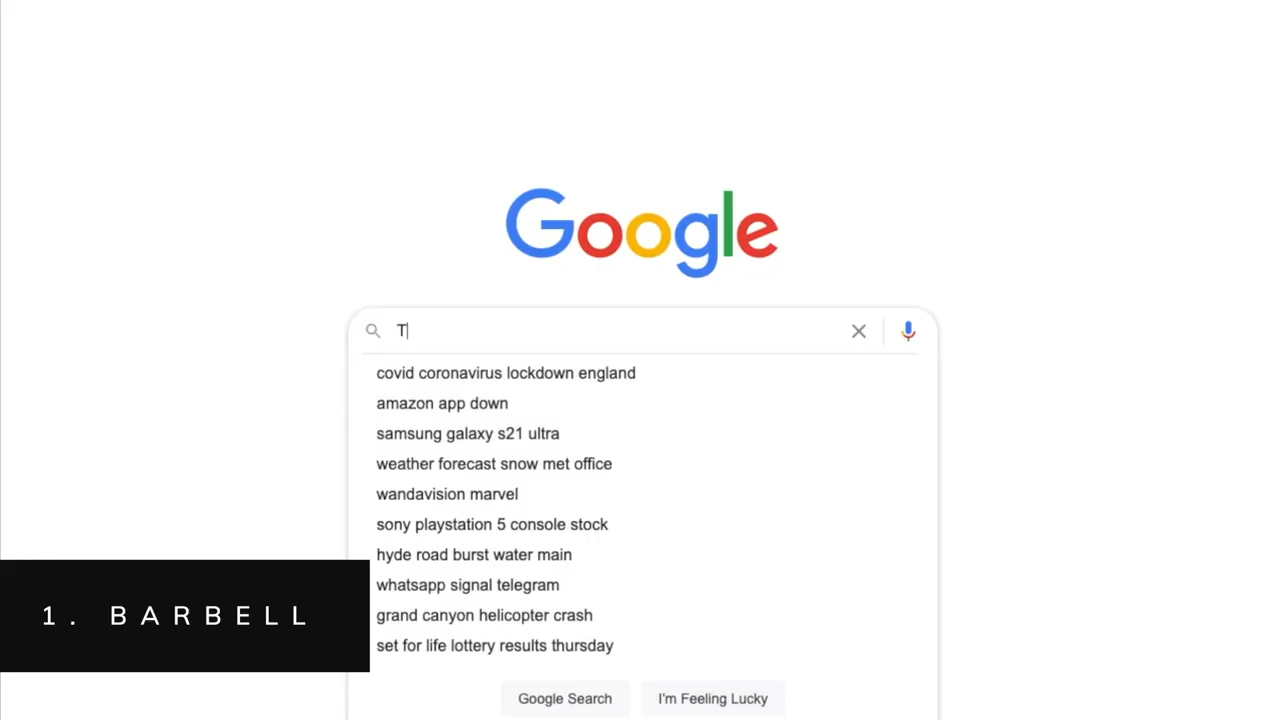 Google
T
covid coronavirus lockdown england
amazon app down
samsung galaxy s21 ultra
weather forecast snow met office
wandavision marvel
sony playstation 5 console stock
hyde road burst water main
whatsapp signal telegram
grand canyon helicopter crash
set for life lottery results thursday
1. BARBELL
Google Search
I'm Feeling Lucky